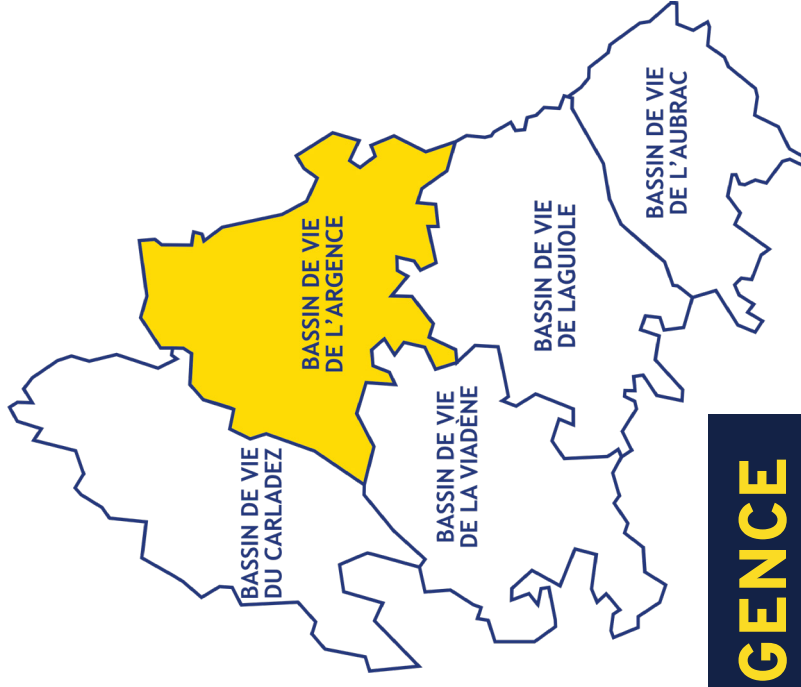 BASSIN DE VIE
DU CARLADEZ
BASSIN DE VIE
DE L'ARGENCE
BASSIN DE VIE
DE LA VIADÈNE
BASSIN DE VIE
DE LAGUIOLE
BASSIN DE VIE
DE L'AUBRAC
GENCE